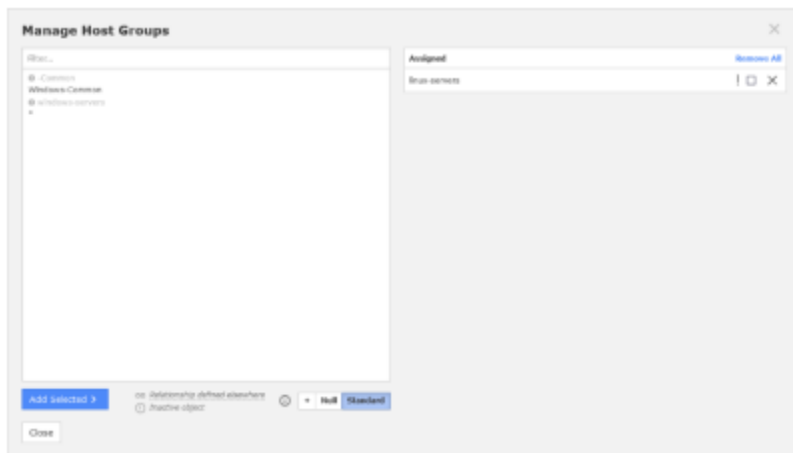 Manage Host Groups
Filter...
-Common
Windows-Common
windows-servers
*
Assigned
Remove All
linux-servers
!
Add Selected >
Relationship defined elsewhere
Inactive object
+ Null Standard
Close